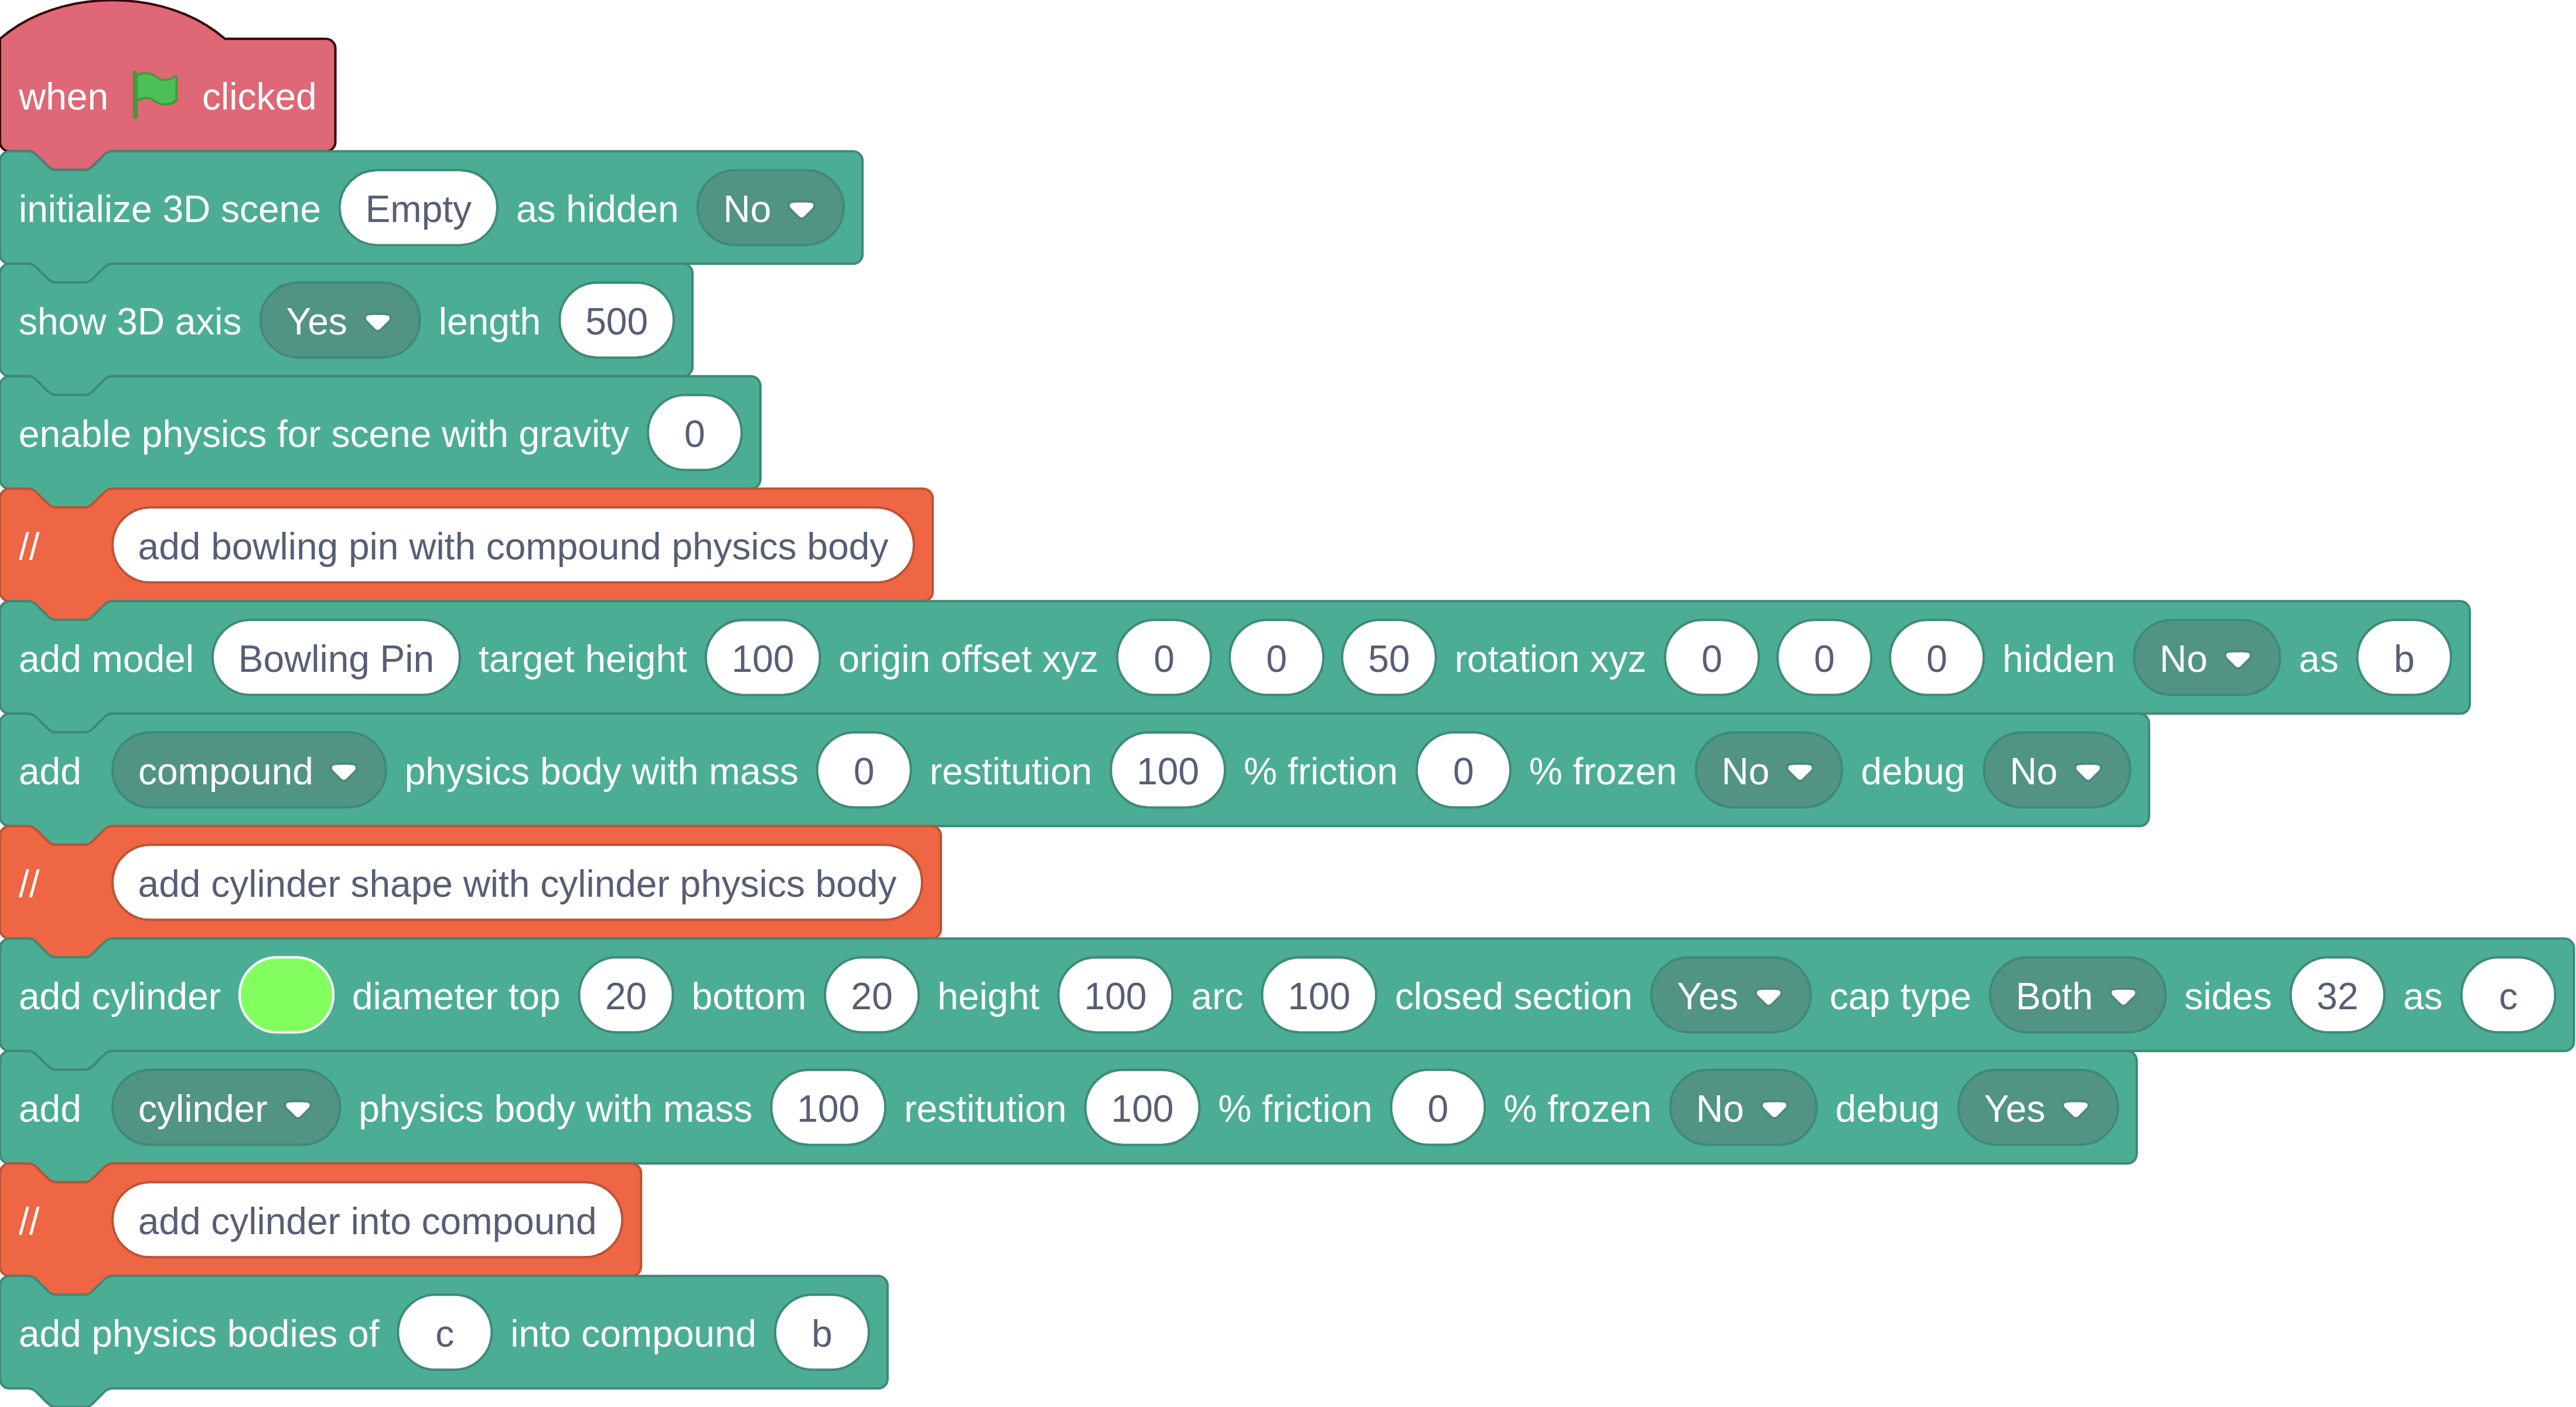 when clicked
initialize 3D scene Empty as hidden No
show 3D axis Yes length 500
enable physics for scene with gravity 0
// add bowling pin with compound physics body
add model Bowling Pin target height 100 origin offset xyz 0 0 50 rotation xyz 0 0 0 hidden No as b
add compound physics body with mass 0 restitution 100 % friction 0 % frozen No debug No
// add cylinder shape with cylinder physics body
add cylinder diameter top 20 bottom 20 height 100 arc 100 closed section Yes cap type Both sides 32 as c
add cylinder physics body with mass 100 restitution 100 % friction 0 % frozen No debug Yes
// add cylinder into compound
add physics bodies of c into compound b